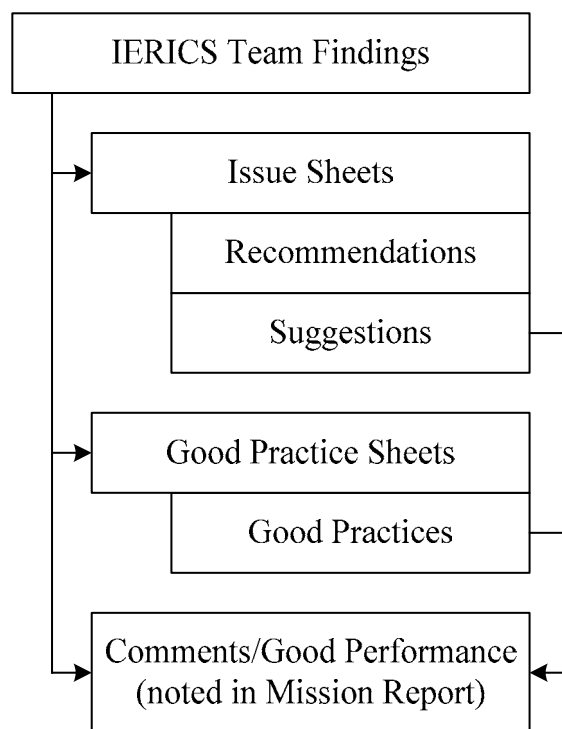 IERICS Team Findings
Issue Sheets
Recommendations
Suggestions
Good Practice Sheets
Good Practices
Comments/Good Performance
(noted in Mission Report)